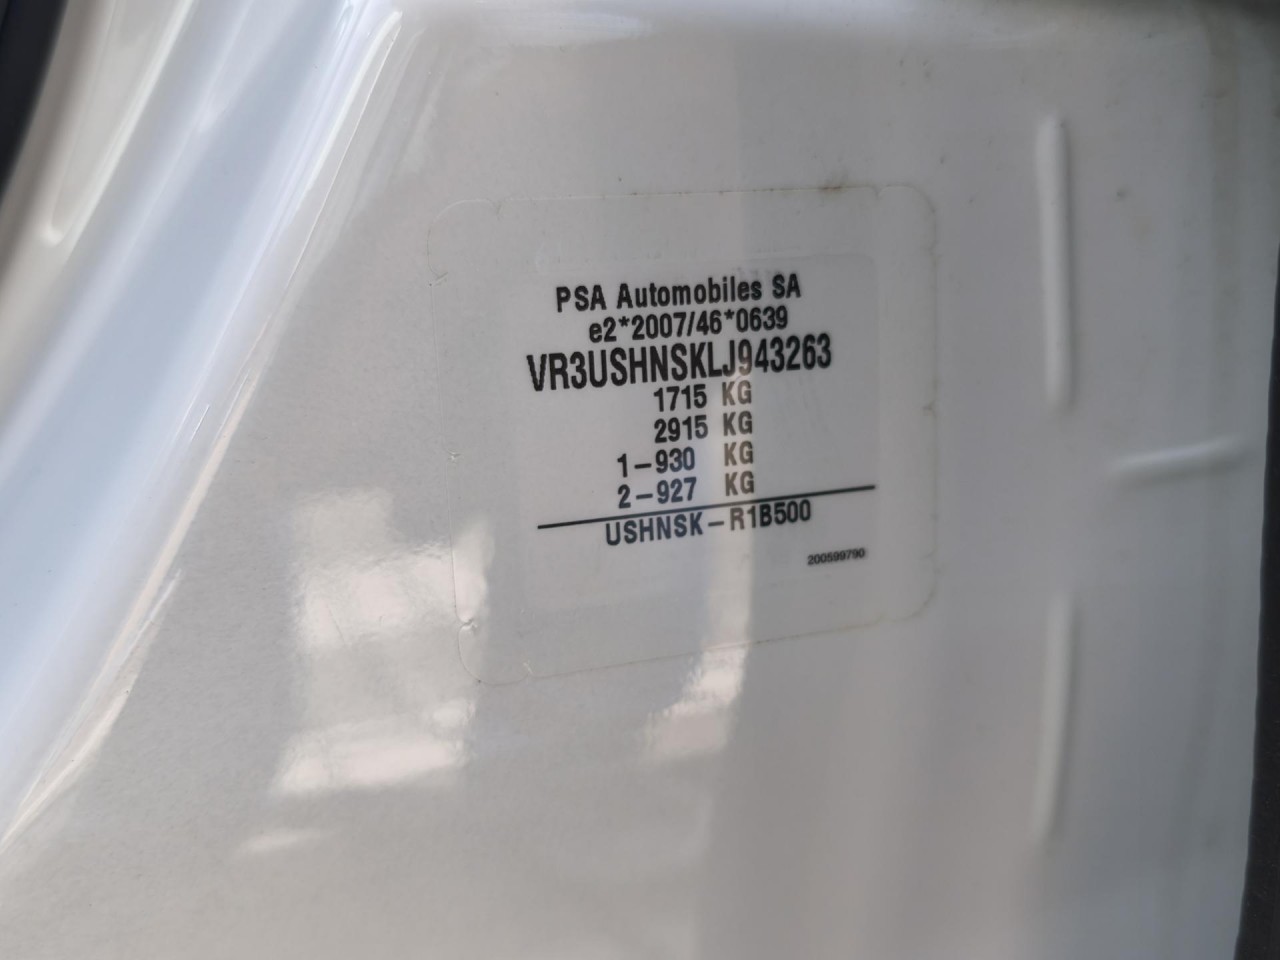 PSA Automobiles SA
e2*2007/46*0639
VR3USHNSKLJ943263
1715 KG
2915 KG
1-930 KG
2-927 KG
USHNSK-R1B500
200599790